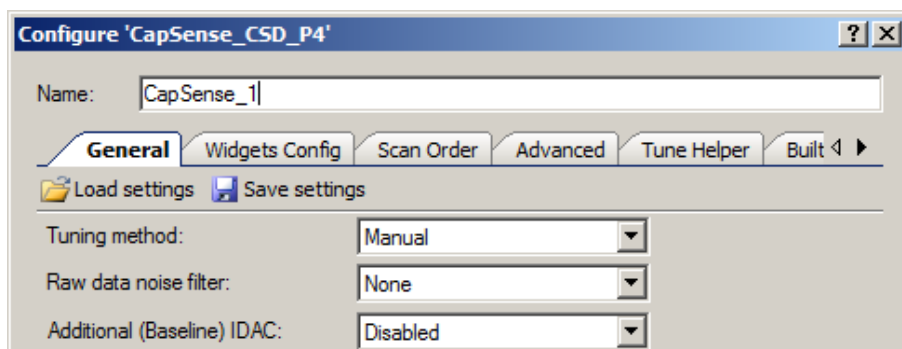 Configure 'CapSense_CSD_P4'
Name: CapSense_1
General Widgets Config Scan Order Advanced Tune Helper Built
Load settings Save settings
Tuning method: Manual
Raw data noise filter: None
Additional (Baseline) IDAC: Disabled